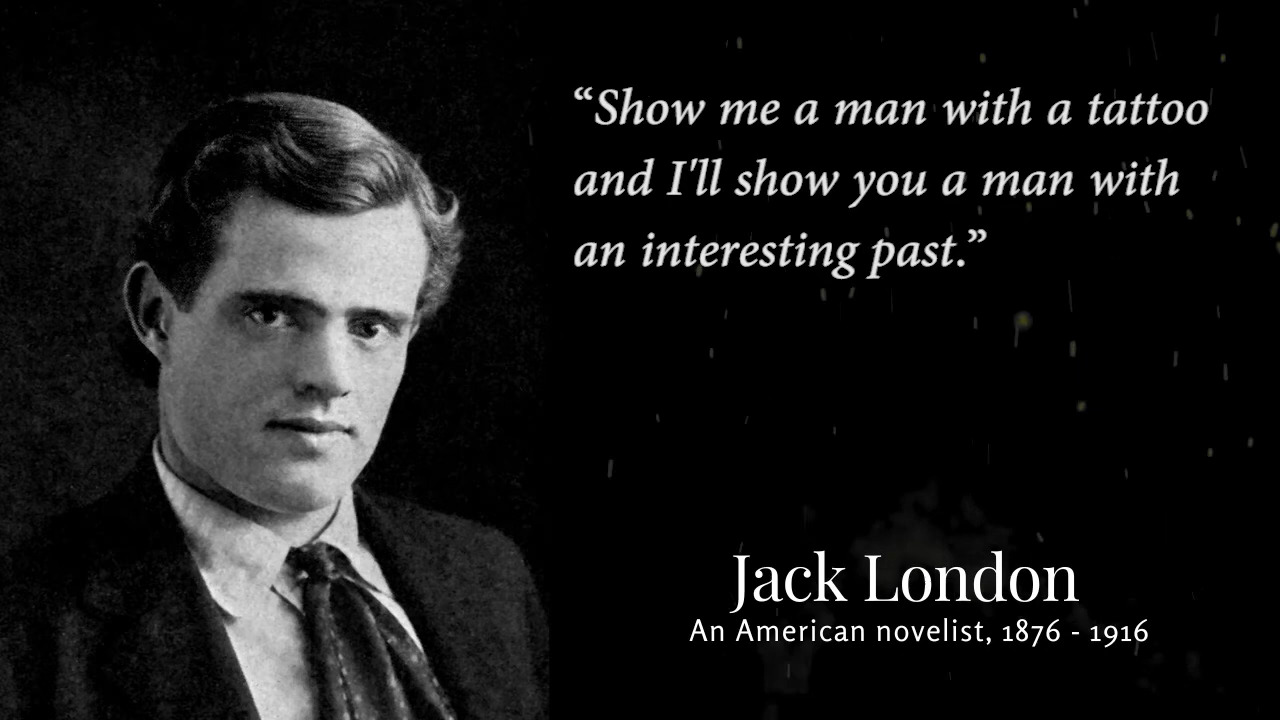 “Show me a man with a tattoo
and I'll show you a man with
an interesting past.”
Jack London
An American novelist, 1876 - 1916